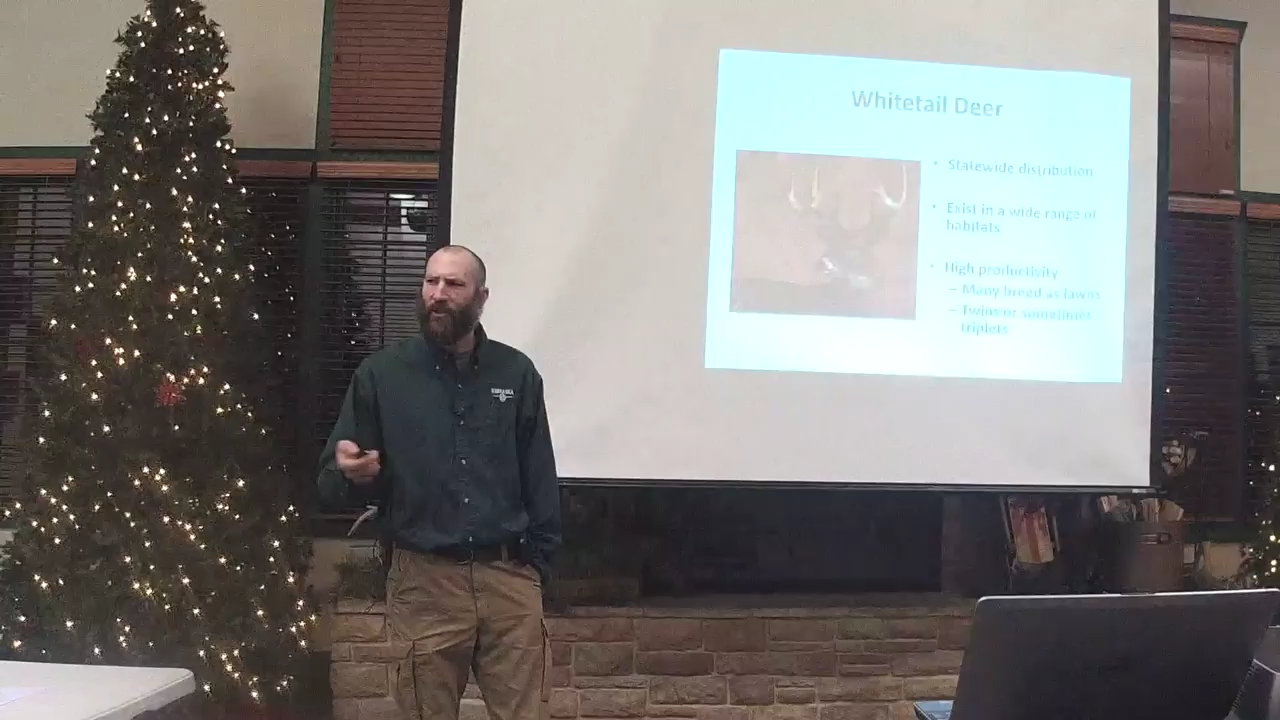 Whitetail Deer
• Statewide distribution
• Exist in a wide range of
habitats
• High productivity
– Many breed as fawns
– Twins or sometimes
triplets
NEBRASKA